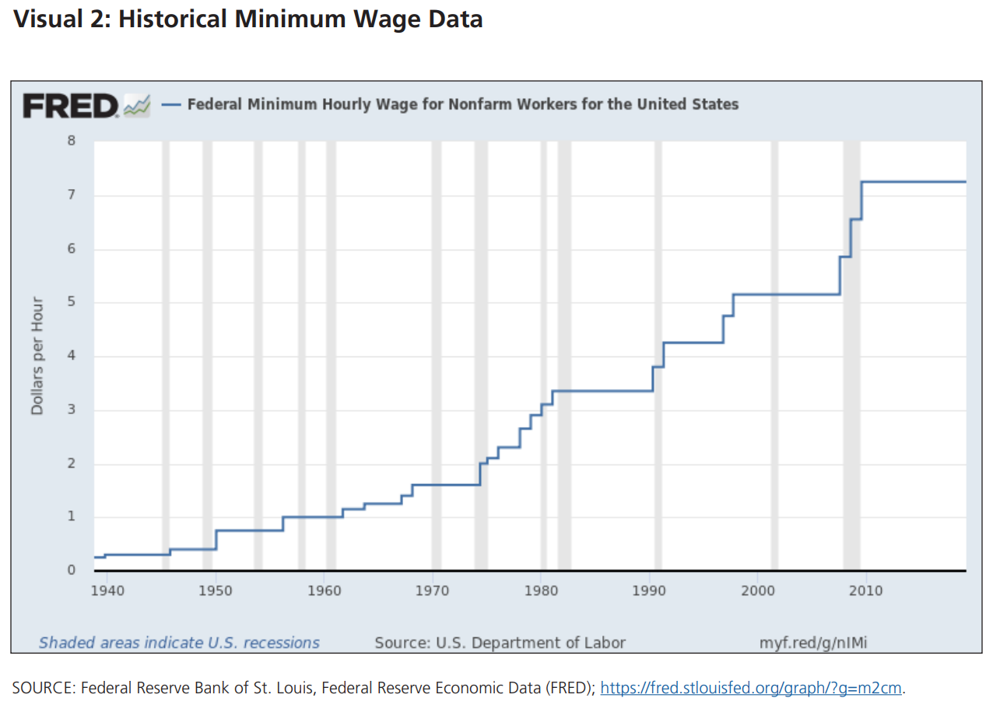 Visual 2: Historical Minimum Wage Data
FRED
Federal Minimum Hourly Wage for Nonfarm Workers for the United States
8
7
6
5
4
3
2
1
0
Dollars per Hour
1940 1950 1960 1970 1980 1990 2000 2010
Shaded areas indicate U.S. recessions Source: U.S. Department of Labor myf.red/g/nIMi
SOURCE: Federal Reserve Bank of St. Louis, Federal Reserve Economic Data (FRED); https://fred.stlouisfed.org/graph/?g=m2cm.